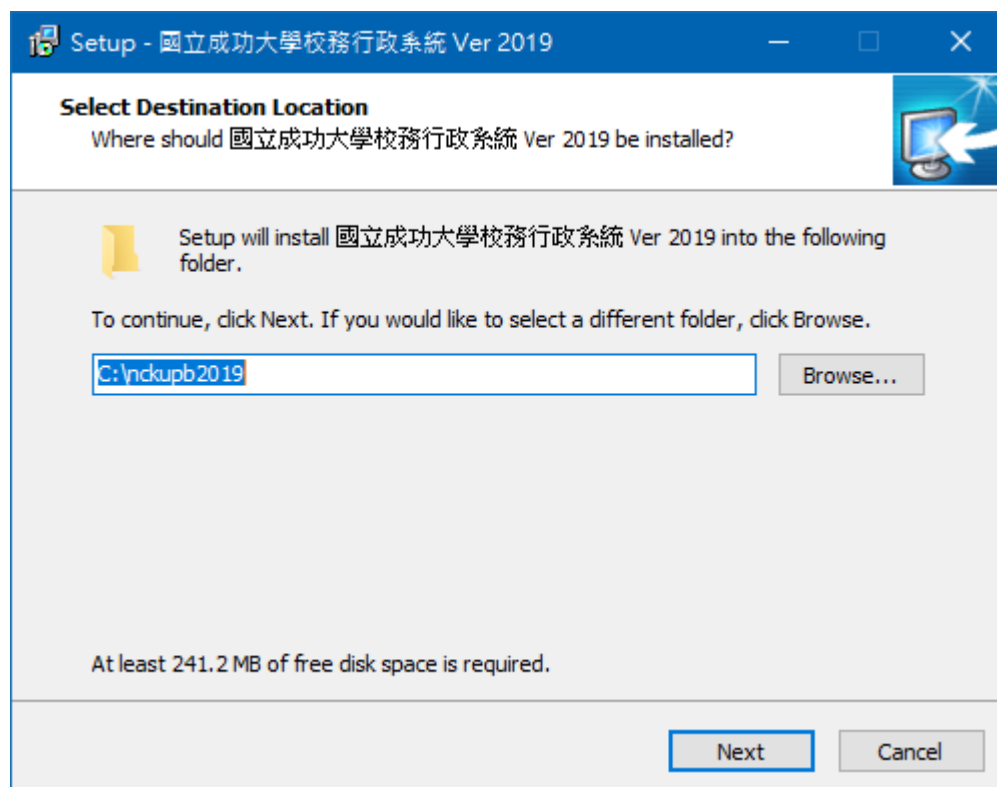 Setup - 國立成功大學校務行政系統 Ver 2019
Select Destination Location
Where should 國立成功大學校務行政系統 Ver 2019 be installed?
Setup will install 國立成功大學校務行政系統 Ver 2019 into the following
folder.
To continue, click Next. If you would like to select a different folder, click Browse.
C:\nckupb2019
Browse...
At least 241.2 MB of free disk space is required.
Next
Cancel